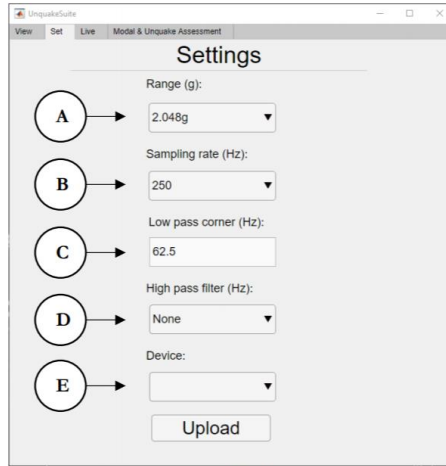 UnquakeSuite
View Set Live Modal & Unquake Assessment
Settings
Range (g):
A 2.048g
Sampling rate (Hz):
B 250
Low pass corner (Hz):
C 62.5
High pass filter (Hz):
D None
Device:
E
Upload